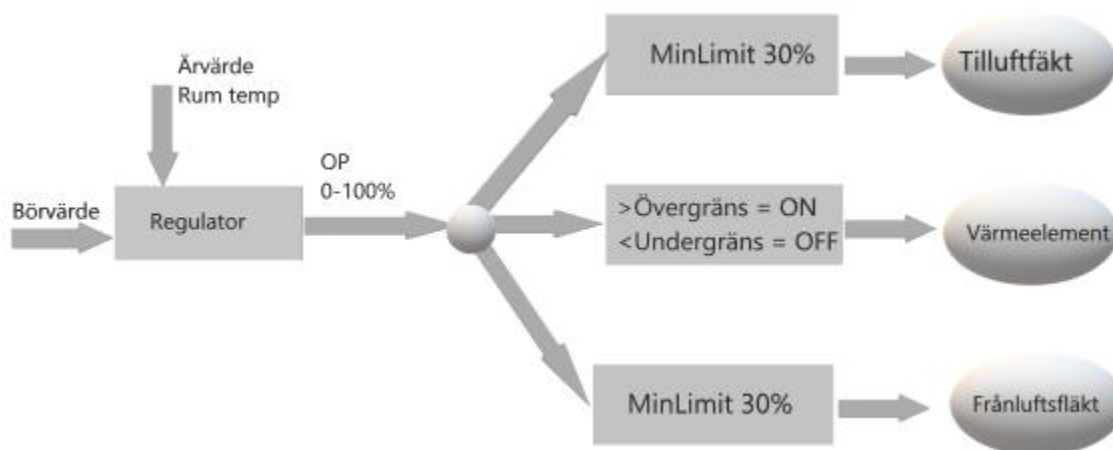 Ärvärde
Rum temp
Börvärde
Regulator
OP
0-100%
MinLimit 30%
Tilluftfäkt
>Övergräns = ON
<Undergräns = OFF
Värmeelement
MinLimit 30%
Frånluftsfläkt